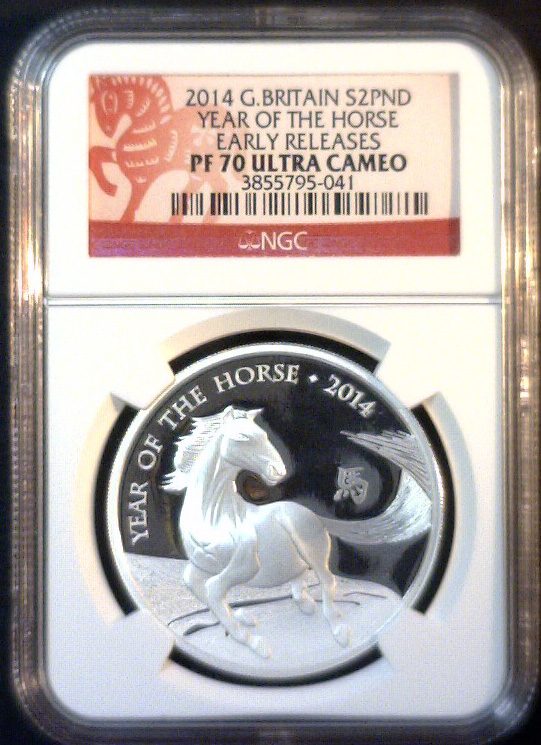 2014 G.BRITAIN S2PND
YEAR OF THE HORSE
EARLY RELEASES
PF 70 ULTRA CAMEO
3855795-041
NGC
YEAR OF THE HORSE • 2014
馬